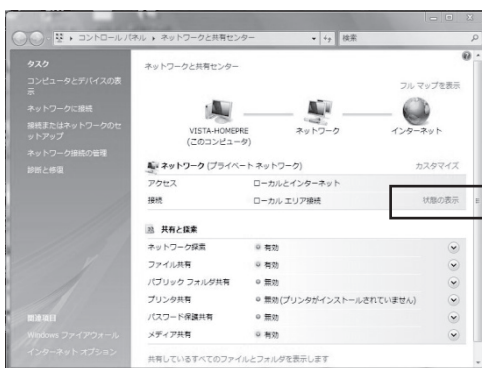 コントロール パネル ▸ ネットワークと共有センター
検索
タスク
コンピュータとデバイスの表
示
ネットワークに接続
接続またはネットワークのセ
ットアップ
ネットワーク接続の管理
診断と修復
関連項目
Windows ファイアウォール
インターネット オプション
ネットワークと共有センター
フル マップを表示
VISTA-HOMEPRE
(このコンピュータ)
ネットワーク
インターネット
ネットワーク (プライベート ネットワーク)
カスタマイズ
アクセス ローカルとインターネット
接続 ローカル エリア接続 状態の表示
共有と探索
ネットワーク探索 有効
ファイル共有 有効
パブリック フォルダ共有 無効
プリンタ共有 無効(プリンタがインストールされていません)
パスワード保護共有 無効
メディア共有 有効
共有しているすべてのファイルとフォルダを表示します